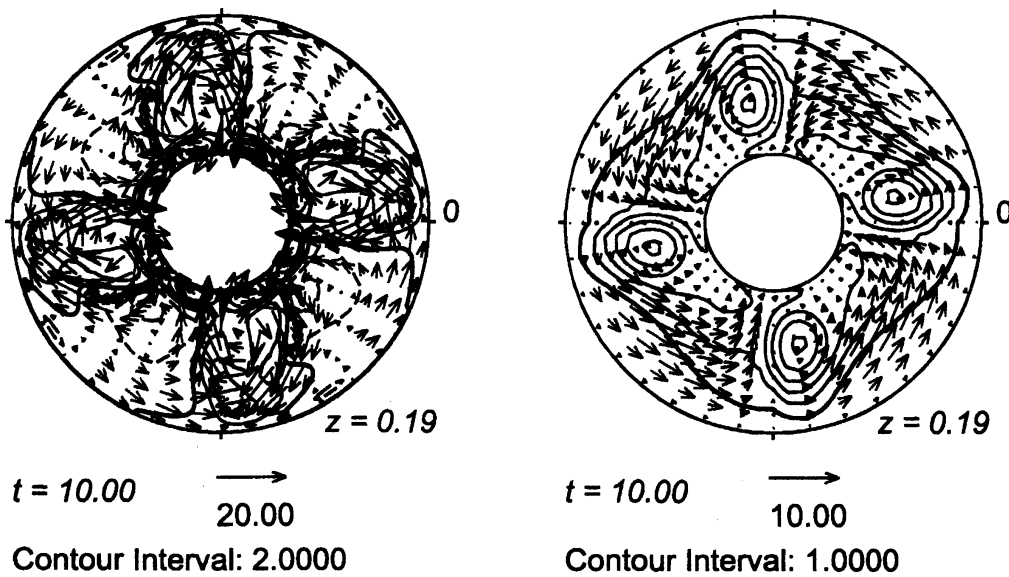 0
z = 0.19
t = 10.00
20.00
Contour Interval: 2.0000
0
z = 0.19
t = 10.00
10.00
Contour Interval: 1.0000